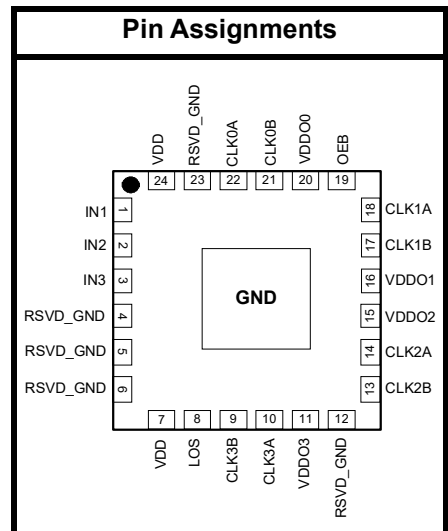 Pin Assignments
VDD
RSVD_GND
CLK0A
CLK0B
VDDO0
OEB
24
23
22
21
20
19
IN1
1
IN2
2
IN3
3
RSVD_GND
4
RSVD_GND
5
RSVD_GND
6
GND
18
CLK1A
17
CLK1B
16
VDDO1
15
VDDO2
14
CLK2A
13
CLK2B
7
8
9
10
11
12
VDD
LOS
CLK3B
CLK3A
VDDO3
RSVD_GND